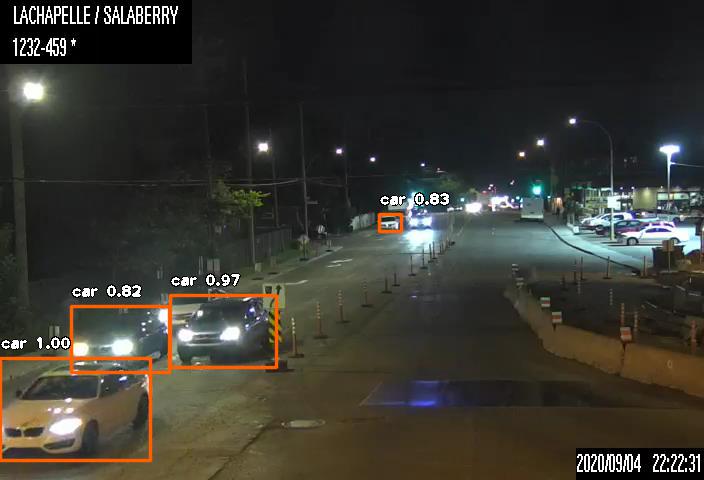 LACHAPELLE / SALABERRY
1232-459 *
car 0.83
car 0.97
car 0.82
car 1.00
2020/09/04 22:22:31